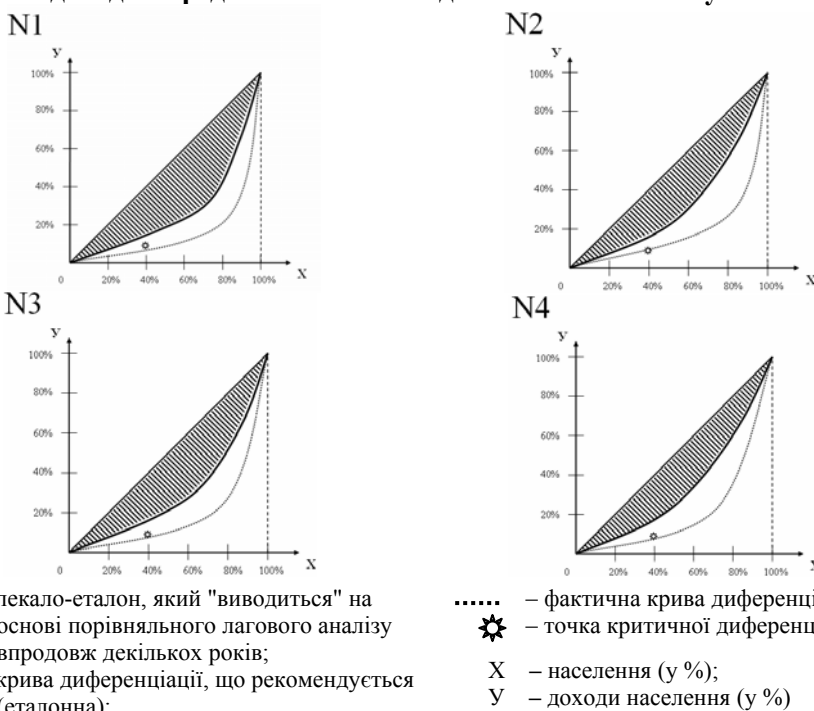 N1
N2
У
100%
80%
60%
40%
20%
0
20%
40%
60%
80%
100%
X
У
100%
80%
60%
40%
20%
0
20%
40%
60%
80%
100%
X
N3
N4
У
100%
80%
60%
40%
20%
0
20%
40%
60%
80%
100%
X
У
100%
80%
60%
40%
20%
0
20%
40%
60%
80%
100%
лекало-еталон, який "виводиться" на
основі порівняльного лагового аналізу
впродовж декількох років;
крива диференціації, що рекомендується
(еталонна);
– фактична крива диференці
– точка критичної диференц
X – населення (у %);
У – доходи населення (у %)